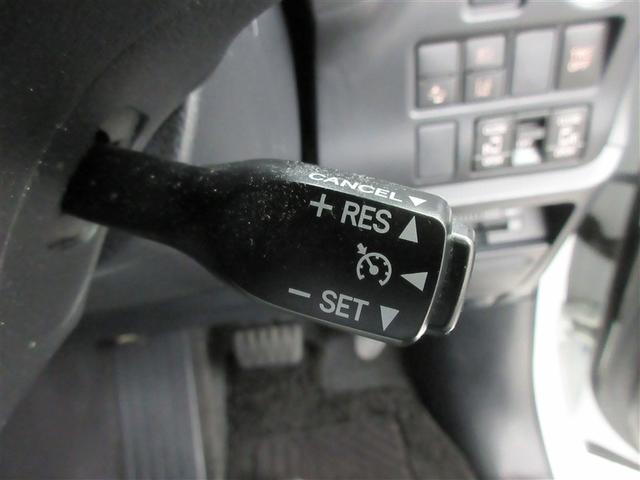 CANCEL▼
+ RES ▲
◀
− SET ▼